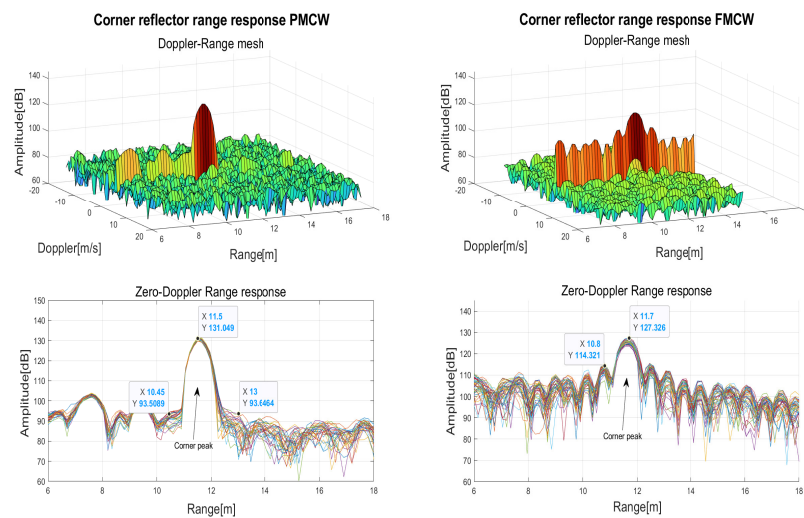 Corner reflector range response PMCW
Doppler-Range mesh
Amplitude[dB]
140
120
100
80
60
-20
-10
0
10
20
6
8
10
12
14
16
18
Doppler[m/s]
Range[m]
Corner reflector range response FMCW
Doppler-Range mesh
Amplitude[dB]
140
120
100
80
60
-20
-10
0
10
20
6
8
10
12
14
16
Doppler[m/s]
Range[m]
Zero-Doppler Range response
Amplitude[dB]
150
140
130
120
110
100
90
80
70
60
X 11.5
Y 131.049
X 10.45
Y 93.5089
X 13
Y 93.6464
Corner peak
6 8 10 12 14 16 18
Range[m]
Zero-Doppler Range response
Amplitude[dB]
140
130
120
110
100
90
80
70
60
X 11.7
Y 127.326
X 10.8
Y 114.321
Corner peak
6 8 10 12 14 16 18
Range[m]